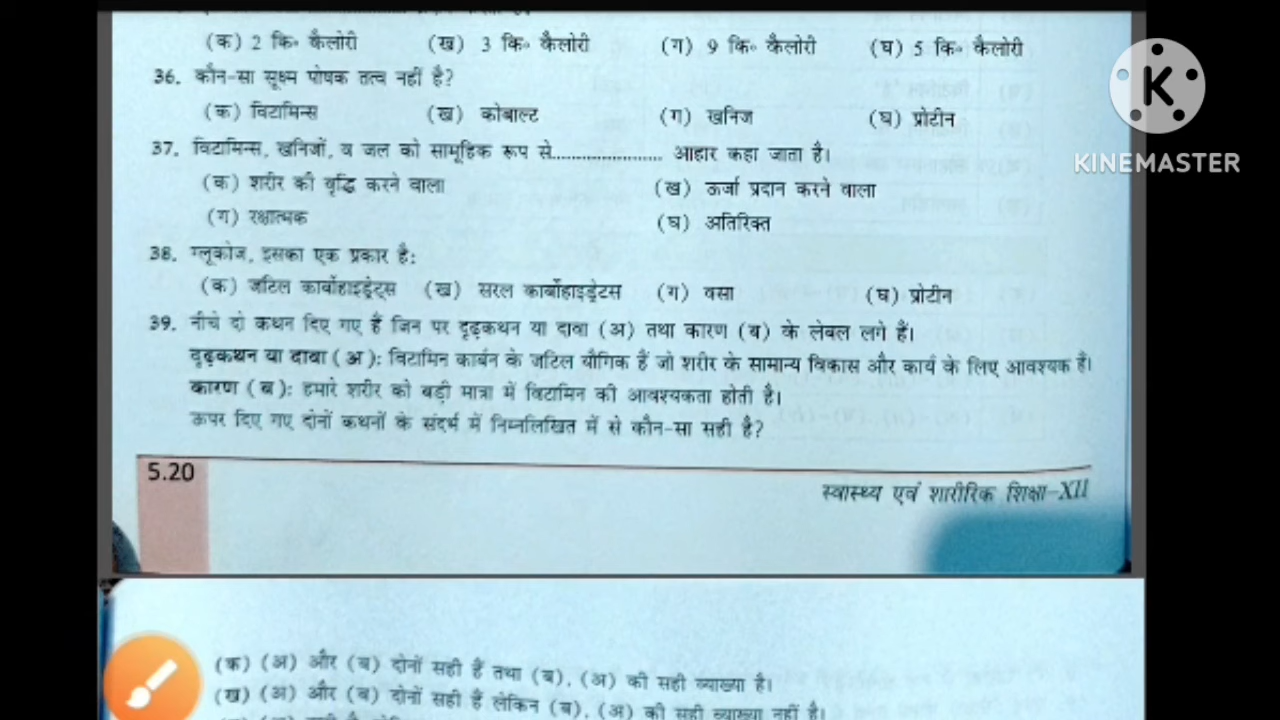 (क) 2 कि॰ कैलोरी (ख) 3 कि॰ कैलोरी (ग) 9 कि॰ कैलोरी (घ) 5 कि॰ कैलोरी
36. कौन-सा सूक्ष्म पोषक तत्व नहीं है?
(क) विटामिन्स (ख) कोबाल्ट (ग) खनिज (घ) प्रोटीन
37. विटामिन्स, खनिजों, व जल को सामूहिक रूप से...................... आहार कहा जाता है।
(क) शरीर की वृद्धि करने वाला (ख) ऊर्जा प्रदान करने वाला
(ग) रक्षात्मक (घ) अतिरिक्त
38. ग्लूकोज, इसका एक प्रकार है:
(क) जटिल कार्बोहाइड्रेट्स (ख) सरल कार्बोहाइड्रेटस (ग) वसा (घ) प्रोटीन
39. नीचे दो कथन दिए गए हैं जिन पर दृढ़कथन या दावा (अ) तथा कारण (ब) के लेबल लगे हैं।
दृढ़कथन या दावा (अ): विटामिन कार्बन के जटिल यौगिक हैं जो शरीर के सामान्य विकास और कार्य के लिए आवश्यक हैं।
कारण (ब): हमारे शरीर को बड़ी मात्रा में विटामिन की आवश्यकता होती है।
ऊपर दिए गए दोनों कथनों के संदर्भ में निम्नलिखित में से कौन-सा सही है?
5.20
स्वास्थ्य एवं शारीरिक शिक्षा-XII
(क) (अ) और (ब) दोनों सही हैं तथा (ब), (अ) की सही व्याख्या है।
(ख) (अ) और (ब) दोनों सही हैं लेकिन (ब), (अ) की सही व्याख्या नहीं है।
K
KINEMASTER